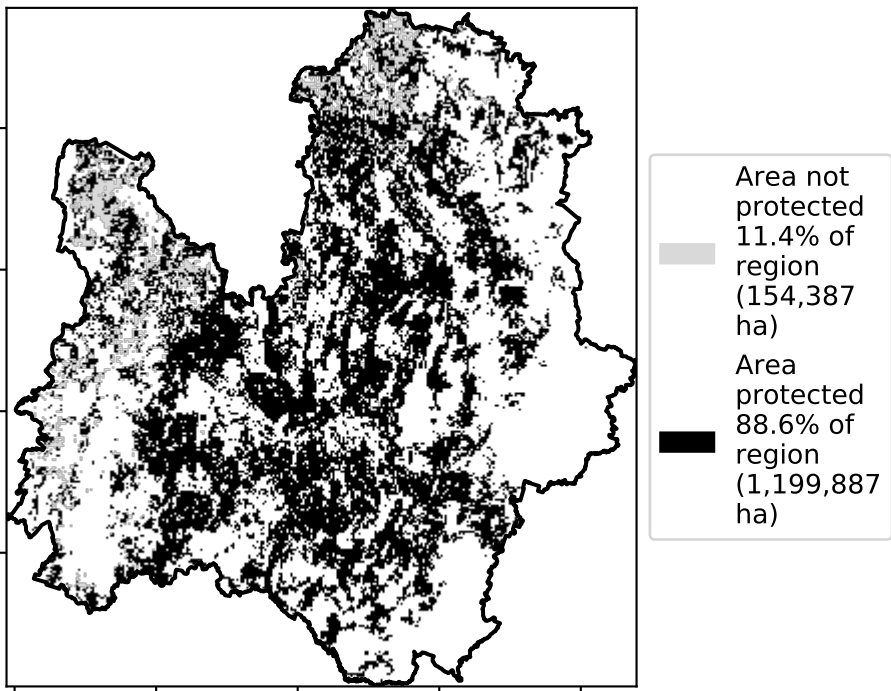 Area not
protected
11.4% of
region
(154,387
ha)
Area
protected
88.6% of
region
(1,199,887
ha)